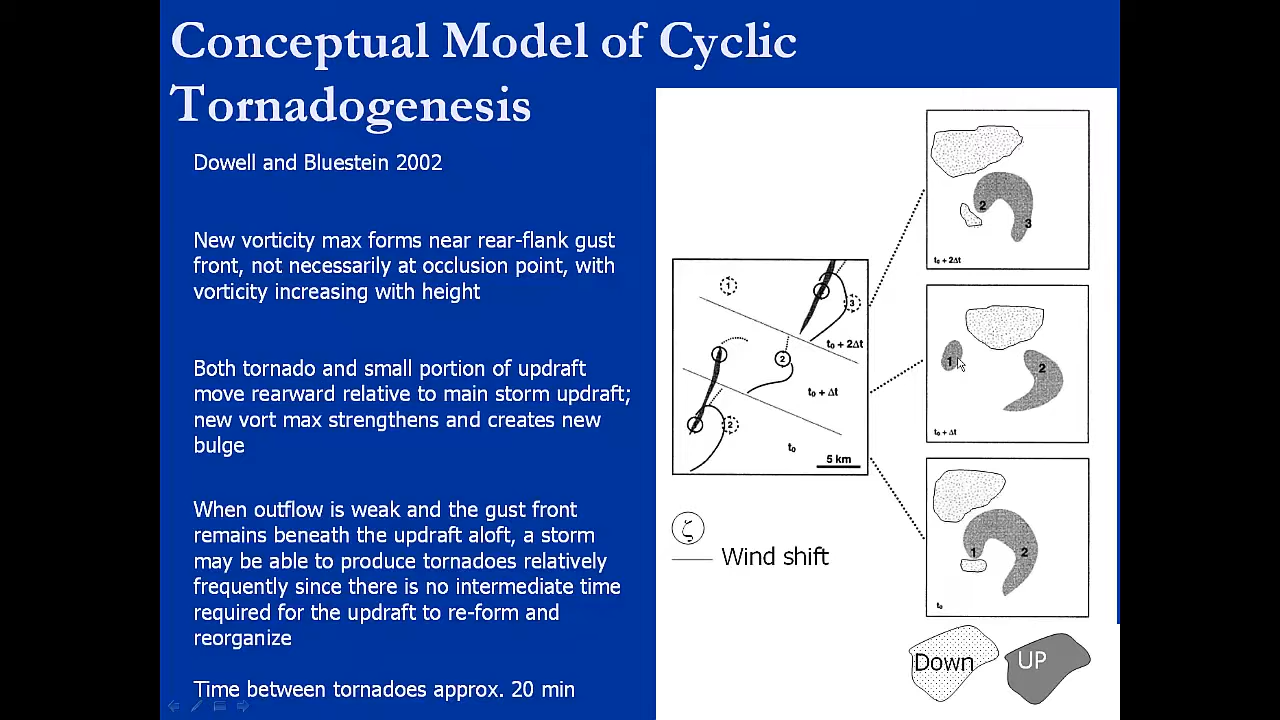 Conceptual Model of Cyclic
Tornadogenesis
Dowell and Bluestein 2002
New vorticity max forms near rear-flank gust
front, not necessarily at occlusion point, with
vorticity increasing with height
Both tornado and small portion of updraft
move rearward relative to main storm updraft;
new vort max strengthens and creates new
bulge
When outflow is weak and the gust front
remains beneath the updraft aloft, a storm
may be able to produce tornadoes relatively
frequently since there is no intermediate time
required for the updraft to re-form and
reorganize
Time between tornadoes approx. 20 min
1
3
t₀ + 2Δt
2
t₀ + Δt
2
t₀
5 km
ζ
Wind shift
2
3
t₀ + 2Δt
1
2
t₀ + Δt
1
2
t₀
Down
UP